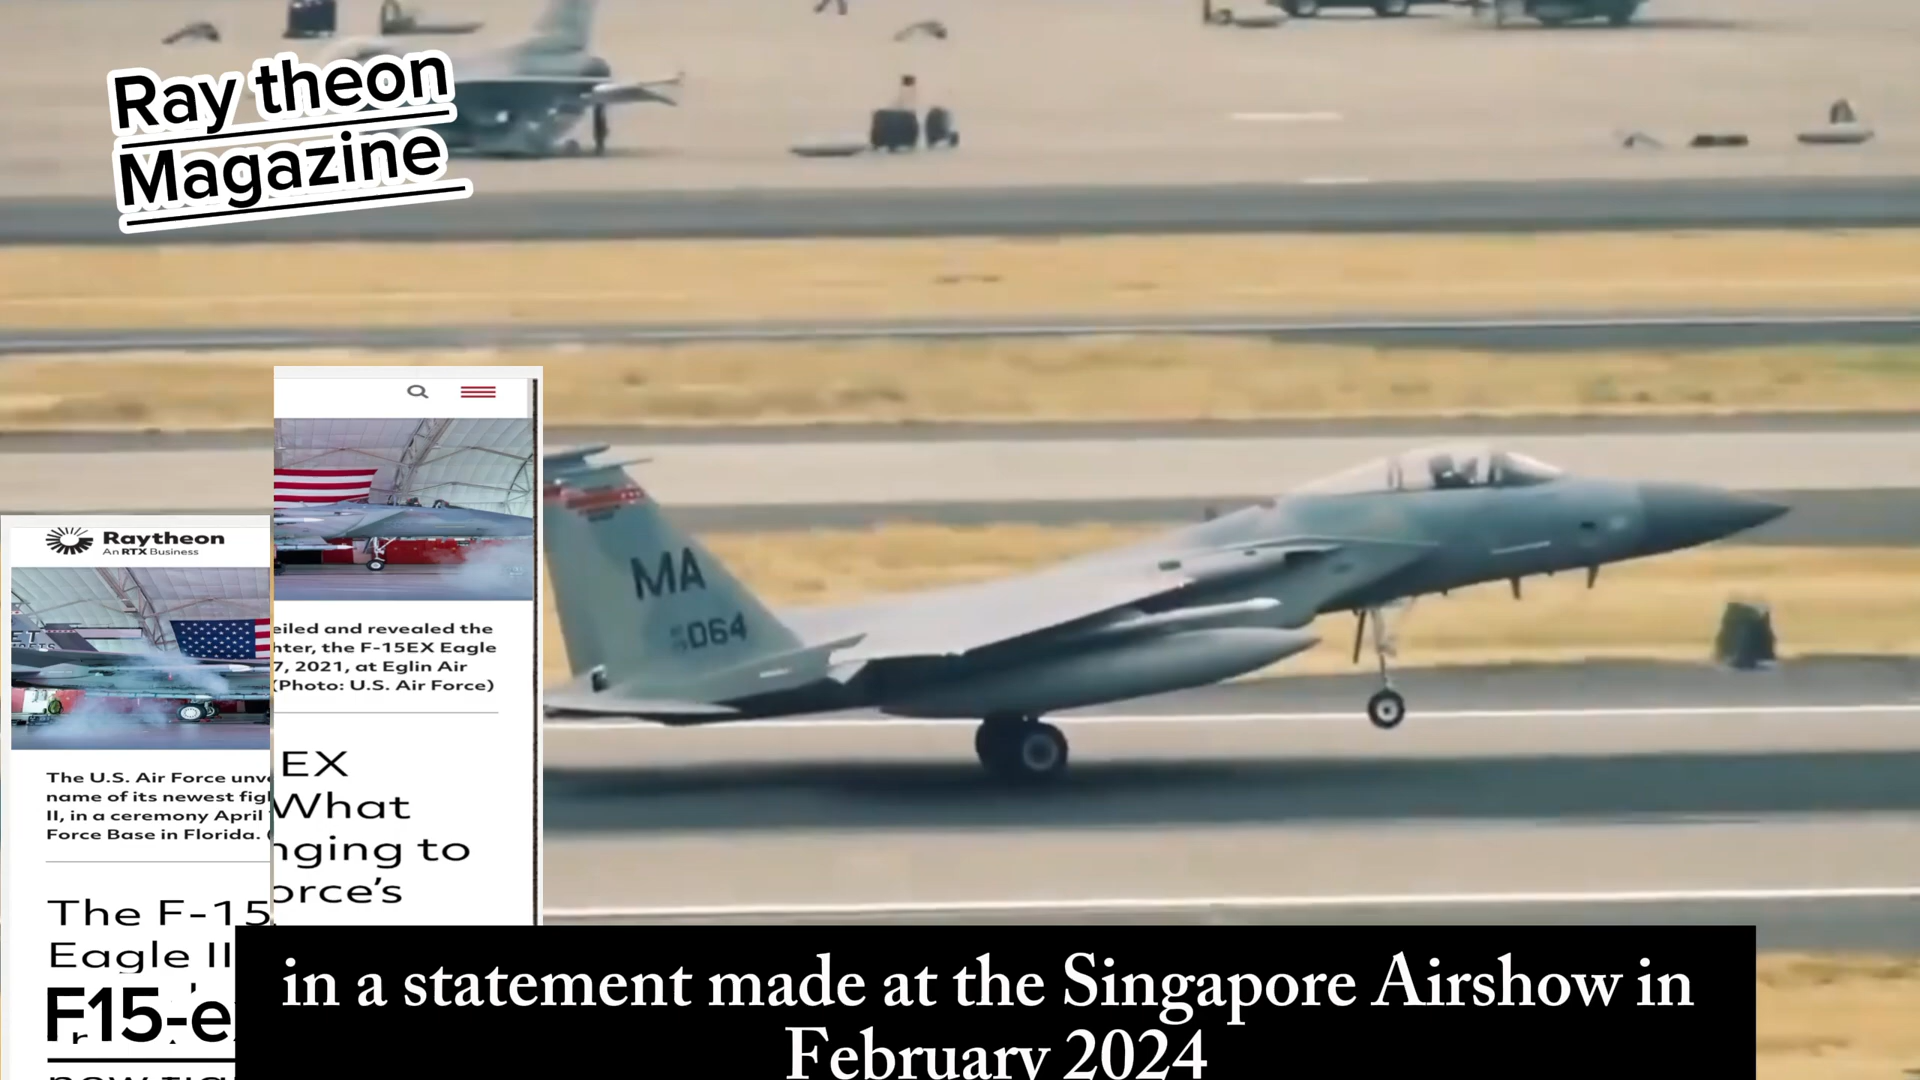 Ray theon
Magazine
Raytheon
An RTX Business
The U.S. Air Force unv
name of its newest figh
II, in a ceremony April
Force Base in Florida. (
The F-15
Eagle II
F15-e
eiled and revealed the
hter, the F-15EX Eagle
7, 2021, at Eglin Air
(Photo: U.S. Air Force)
EX
What
nging to
orce's
MA
064
in a statement made at the Singapore Airshow in
February 2024